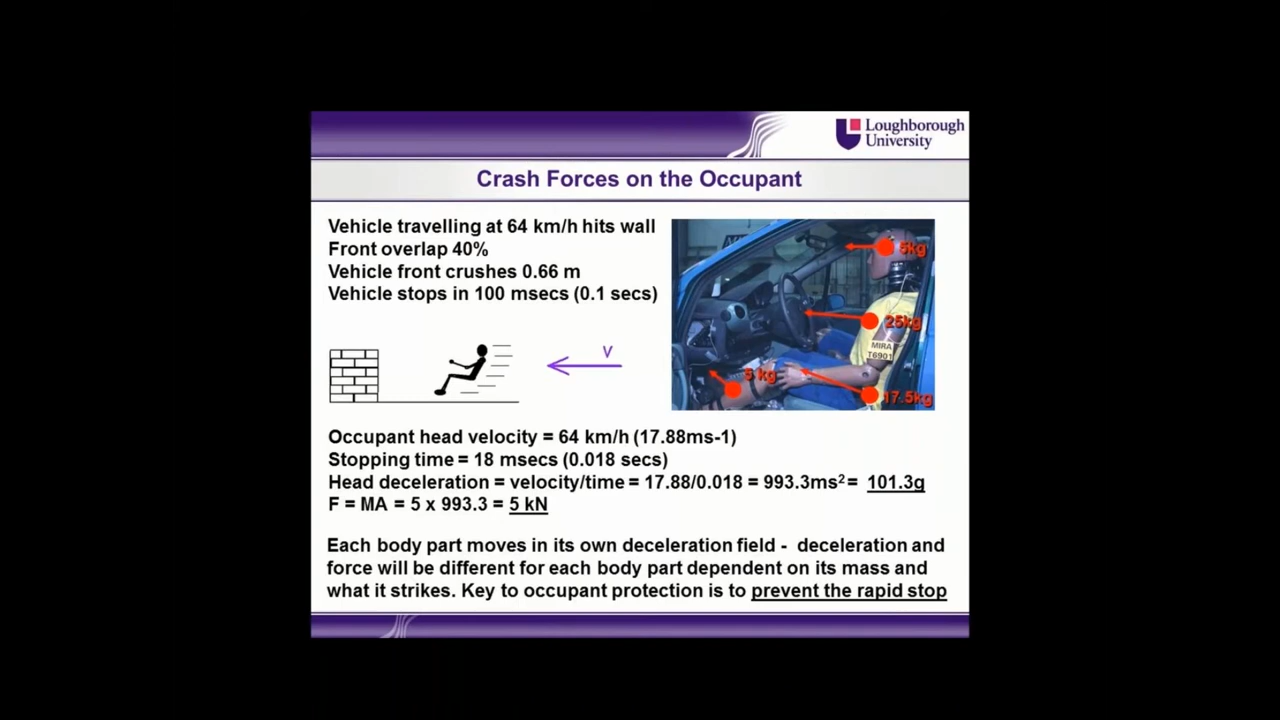 Loughborough
University
Crash Forces on the Occupant
Vehicle travelling at 64 km/h hits wall
Front overlap 40%
Vehicle front crushes 0.66 m
Vehicle stops in 100 msecs (0.1 secs)
5kg
25kg
MIRA
T6901
5 kg
17.5kg
V
Occupant head velocity = 64 km/h (17.88ms-1)
Stopping time = 18 msecs (0.018 secs)
Head deceleration = velocity/time = 17.88/0.018 = 993.3ms² = 101.3g
F = MA = 5 x 993.3 = 5 kN
Each body part moves in its own deceleration field - deceleration and
force will be different for each body part dependent on its mass and
what it strikes. Key to occupant protection is to prevent the rapid stop